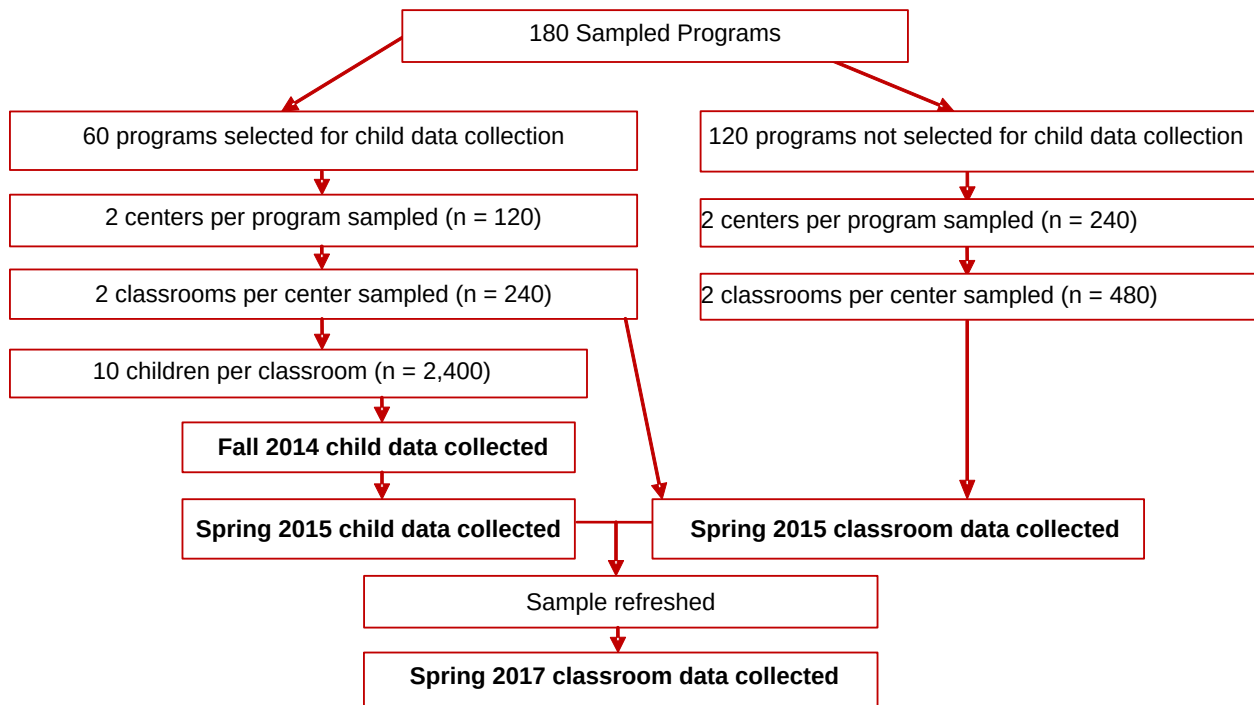 180 Sampled Programs
60 programs selected for child data collection
120 programs not selected for child data collection
2 centers per program sampled (n = 120)
2 centers per program sampled (n = 240)
2 classrooms per center sampled (n = 240)
2 classrooms per center sampled (n = 480)
10 children per classroom (n = 2,400)
Fall 2014 child data collected
Spring 2015 child data collected
Spring 2015 classroom data collected
Sample refreshed
Spring 2017 classroom data collected